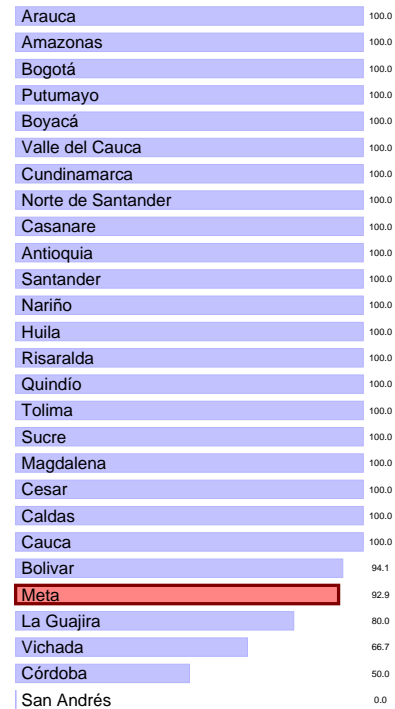 Arauca 100.0
Amazonas 100.0
Bogotá 100.0
Putumayo 100.0
Boyacá 100.0
Valle del Cauca 100.0
Cundinamarca 100.0
Norte de Santander 100.0
Casanare 100.0
Antioquia 100.0
Santander 100.0
Nariño 100.0
Huila 100.0
Risaralda 100.0
Quindío 100.0
Tolima 100.0
Sucre 100.0
Magdalena 100.0
Cesar 100.0
Caldas 100.0
Cauca 100.0
Bolivar 94.1
Meta 92.9
La Guajira 80.0
Vichada 66.7
Córdoba 50.0
San Andrés 0.0